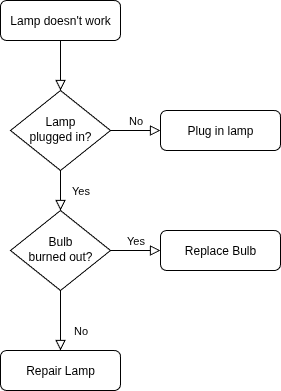 Lamp doesn't work
Lamp
plugged in?
No
Plug in lamp
Yes
Bulb
burned out?
Yes
Replace Bulb
No
Repair Lamp